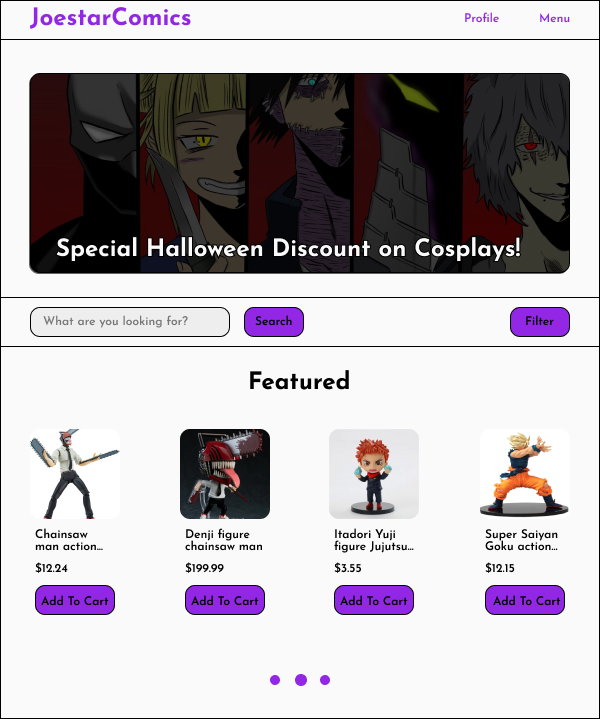 JoestarComics
Profile
Menu
Special Halloween Discount on Cosplays!
What are you looking for?
Search
Filter
Featured
Chainsaw
man action...
$12.24
Add To Cart
Denji figure
chainsaw man
$199.99
Add To Cart
Itadori Yuji
figure Jujutsu...
$3.55
Add To Cart
Super Saiyan
Goku action...
$12.15
Add To Cart